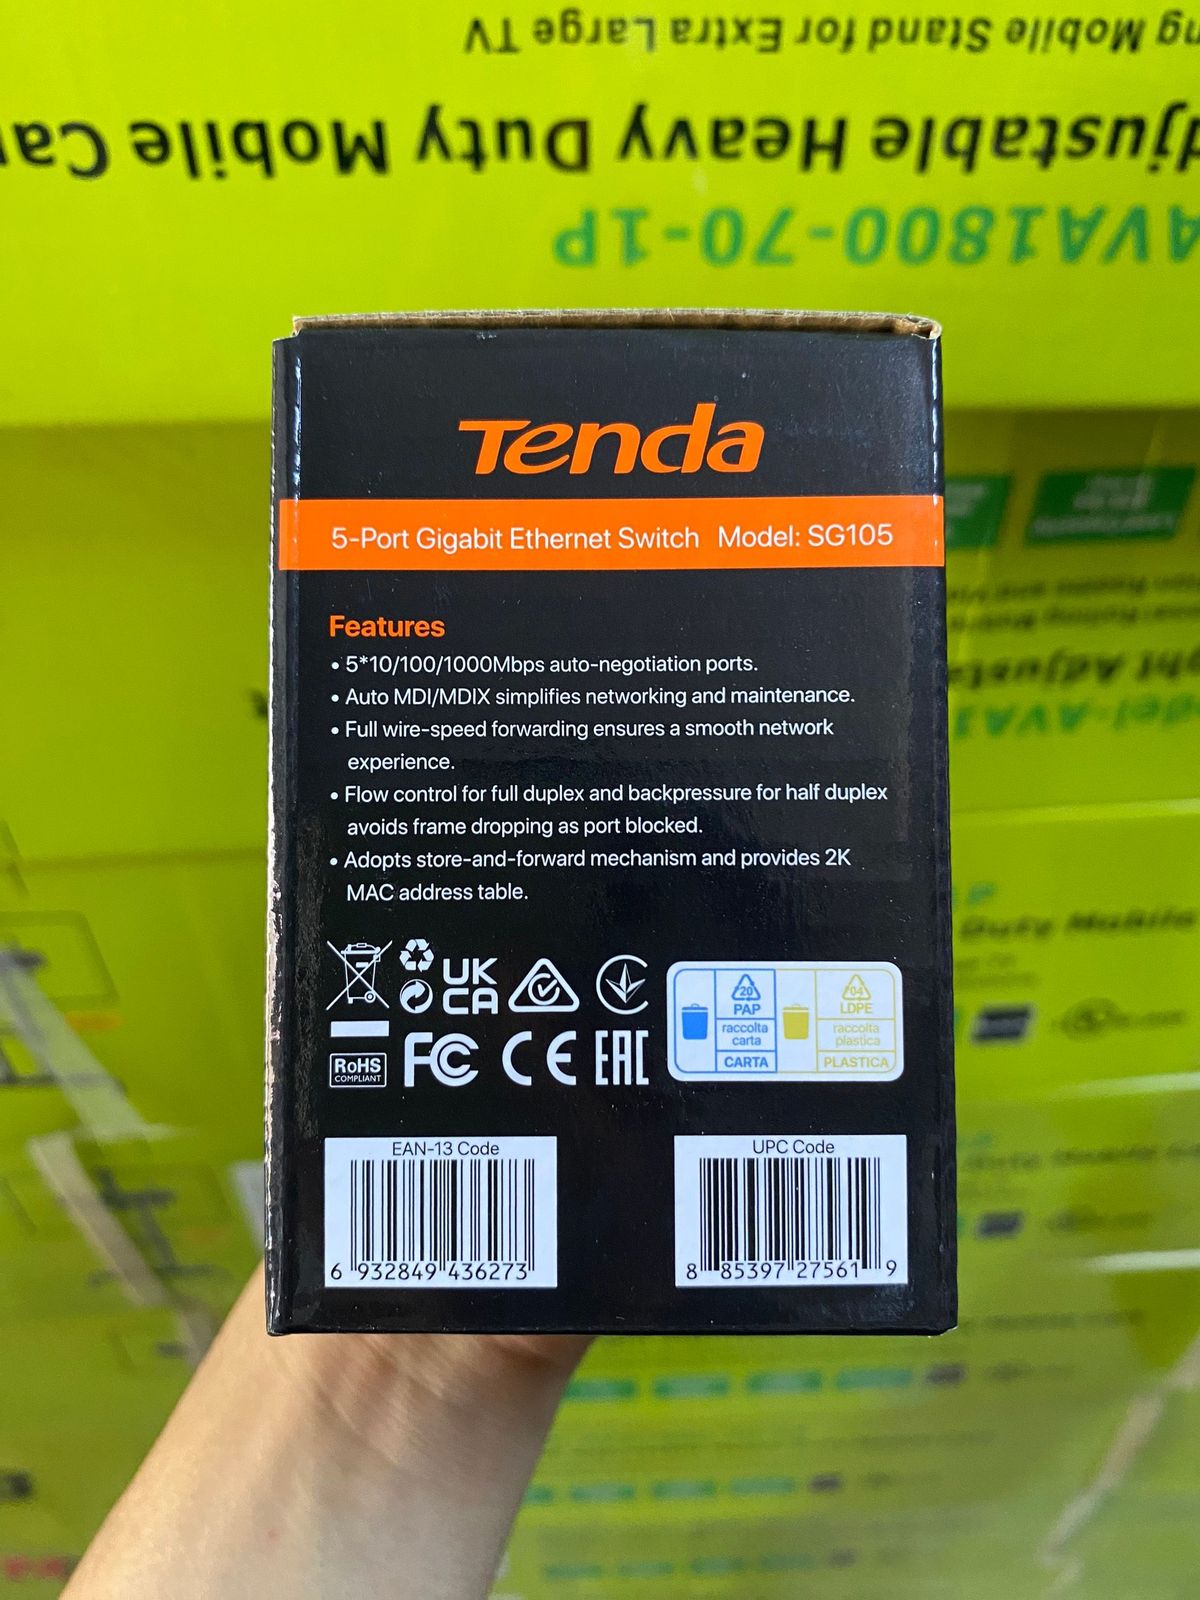 ng Mobile Stand for Extra Large TV
djustable Heavy Duty Mobile Car
AVA1800-70-1P
Tenda
5-Port Gigabit Ethernet Switch Model: SG105
Features
• 5*10/100/1000Mbps auto-negotiation ports.
• Auto MDI/MDIX simplifies networking and maintenance.
• Full wire-speed forwarding ensures a smooth network
experience.
• Flow control for full duplex and backpressure for half duplex
avoids frame dropping as port blocked.
• Adopts store-and-forward mechanism and provides 2K
MAC address table.
UK
CA
RoHS
COMPLIANT
FC CE EAC
20
PAP
raccolta
carta
CARTA
04
LDPE
raccolta
plastica
PLASTICA
EAN-13 Code
6 932849 436273
UPC Code
8 85397 27561 9
Duty Mobile